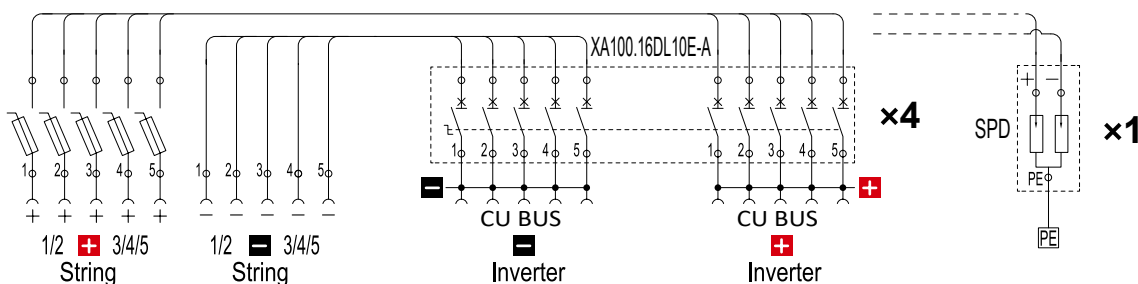 XA100.16DL10E-A
+ −
×4
SPD
×1
1 2 3 4 5
1 2 3 4 5
1 2 3 4 5
1 2 3 4 5
PE
− +
+ + + + +
− − − − −
CU BUS
CU BUS
PE
1/2 + 3/4/5
1/2 − 3/4/5
−
+
String
String
Inverter
Inverter